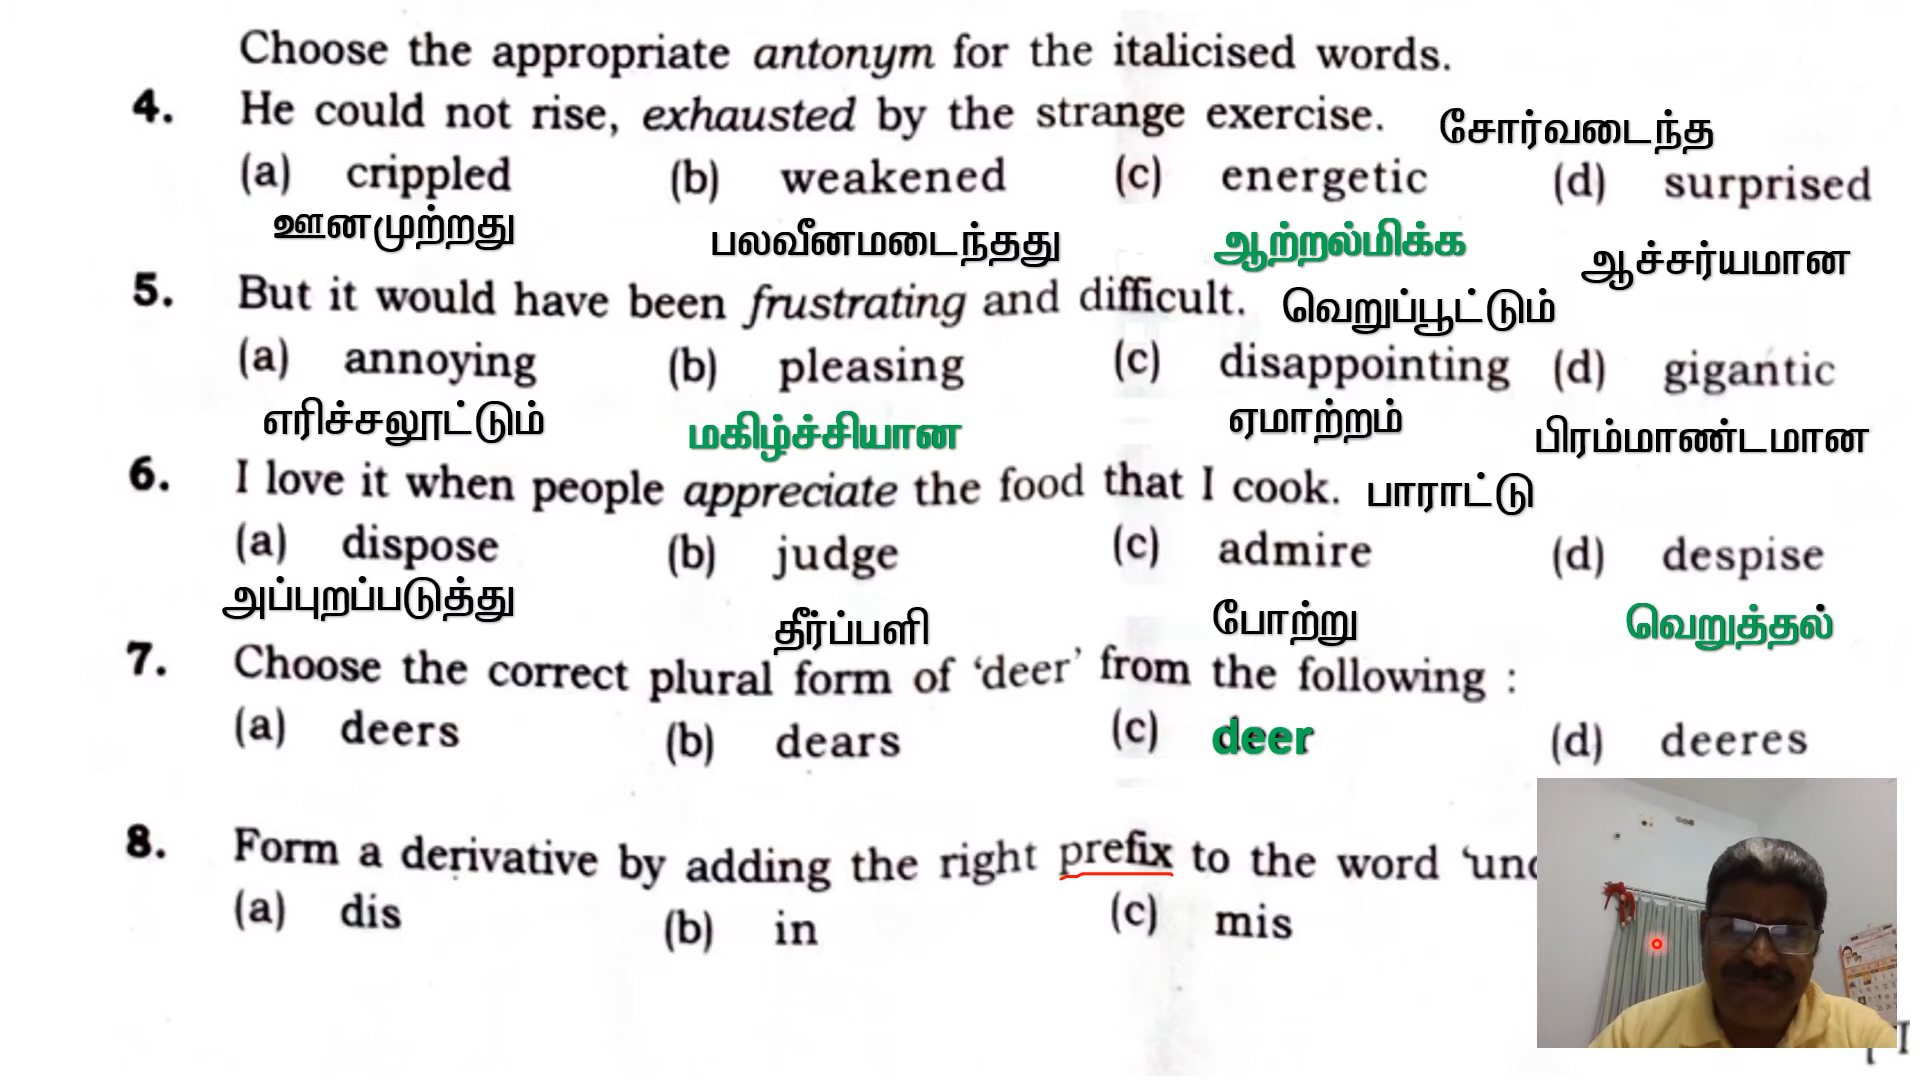 Choose the appropriate antonym for the italicised words.
4. He could not rise, exhausted by the strange exercise. சோர்வடைந்த
(a) crippled (b) weakened (c) energetic (d) surprised
ஊனமுற்றது பலவீனமடைந்தது ஆற்றல்மிக்க ஆச்சர்யமான
5. But it would have been frustrating and difficult. வெறுப்பூட்டும்
(a) annoying (b) pleasing (c) disappointing (d) gigantic
எரிச்சலூட்டும் மகிழ்ச்சியான ஏமாற்றம் பிரம்மாண்டமான
6. I love it when people appreciate the food that I cook. பாராட்டு
(a) dispose (b) judge (c) admire (d) despise
அப்புறப்படுத்து தீர்ப்பளி போற்று வெறுத்தல்
7. Choose the correct plural form of ‘deer’ from the following :
(a) deers (b) dears (c) deer (d) deeres
8. Form a derivative by adding the right prefix to the word
(a) dis (b) in (c) mis